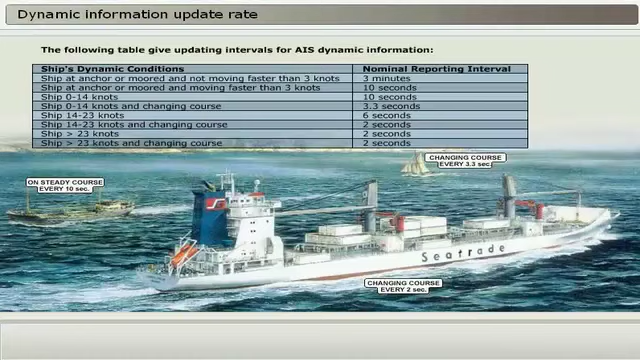 Dynamic information update rate
The following table give updating intervals for AIS dynamic information:
Ship's Dynamic Conditions Nominal Reporting Interval
Ship at anchor or moored and not moving faster than 3 knots 3 minutes
Ship at anchor or moored and moving faster than 3 knots 10 seconds
Ship 0-14 knots 10 seconds
Ship 0-14 knots and changing course 3.3 seconds
Ship 14-23 knots 6 seconds
Ship 14-23 knots and changing course 2 seconds
Ship > 23 knots 2 seconds
Ship > 23 knots and changing course 2 seconds
CHANGING COURSE
EVERY 3.3 sec.
ON STEADY COURSE
EVERY 10 sec.
Seatrade
CHANGING COURSE
EVERY 2 sec.